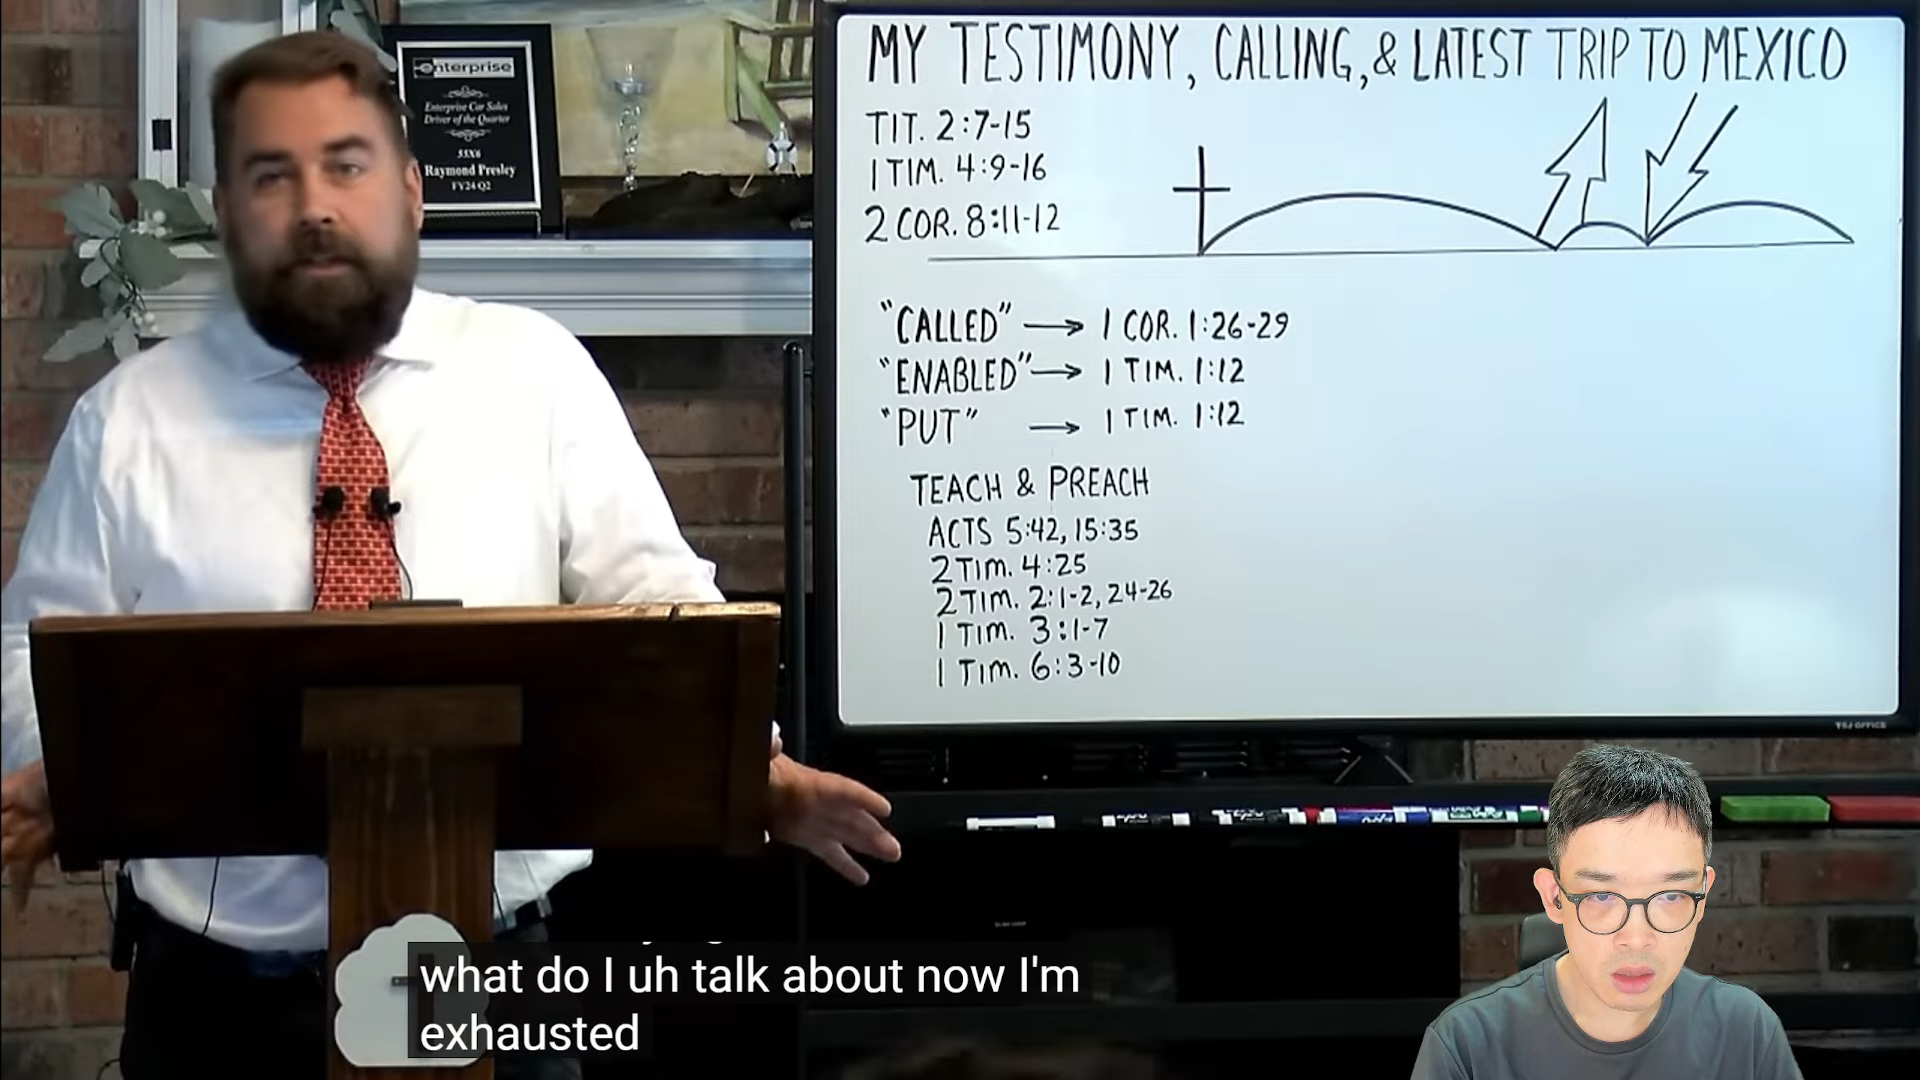 enterprise
Enterprise Car Sales
Driver of the Quarter
55X6
Raymond Presley
FY24 Q2
MY TESTIMONY, CALLING, & LATEST TRIP TO MEXICO
TIT. 2:7-15
1 TIM. 4:9-16
2 COR. 8:11-12
"CALLED" → 1 COR. 1:26-29
"ENABLED" → 1 TIM. 1:12
"PUT" → 1 TIM. 1:12
TEACH & PREACH
ACTS 5:42, 15:35
2 TIM. 4:25
2 TIM. 2:1-2, 24-26
1 TIM. 3:1-7
1 TIM. 6:3-10
what do I uh talk about now I'm
exhausted